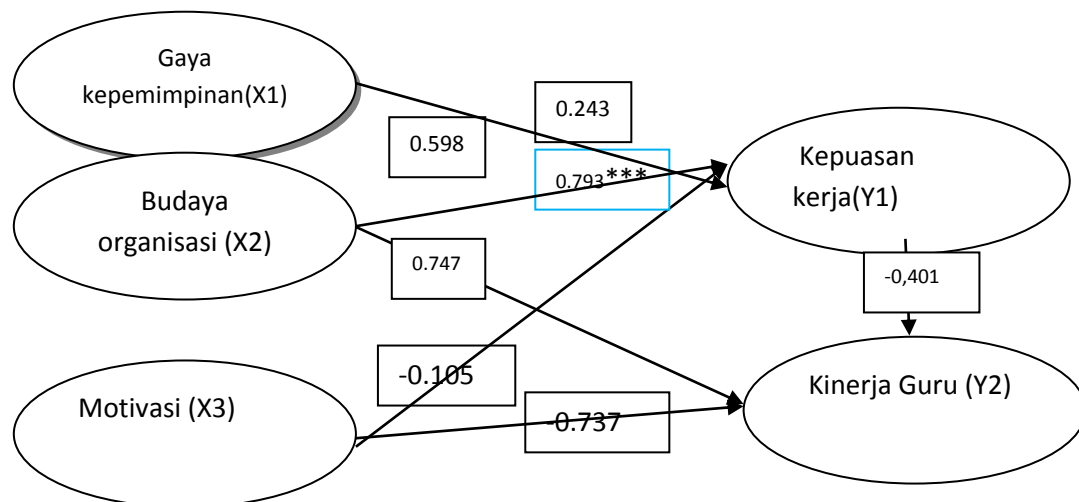 Gaya
kepemimpinan(X1)
0.243
0.598
Kepuasan
kerja(Y1)
0.793***
Budaya
organisasi (X2)
0.747
-0,401
-0.105
Motivasi (X3)
Kinerja Guru (Y2)
-0.737